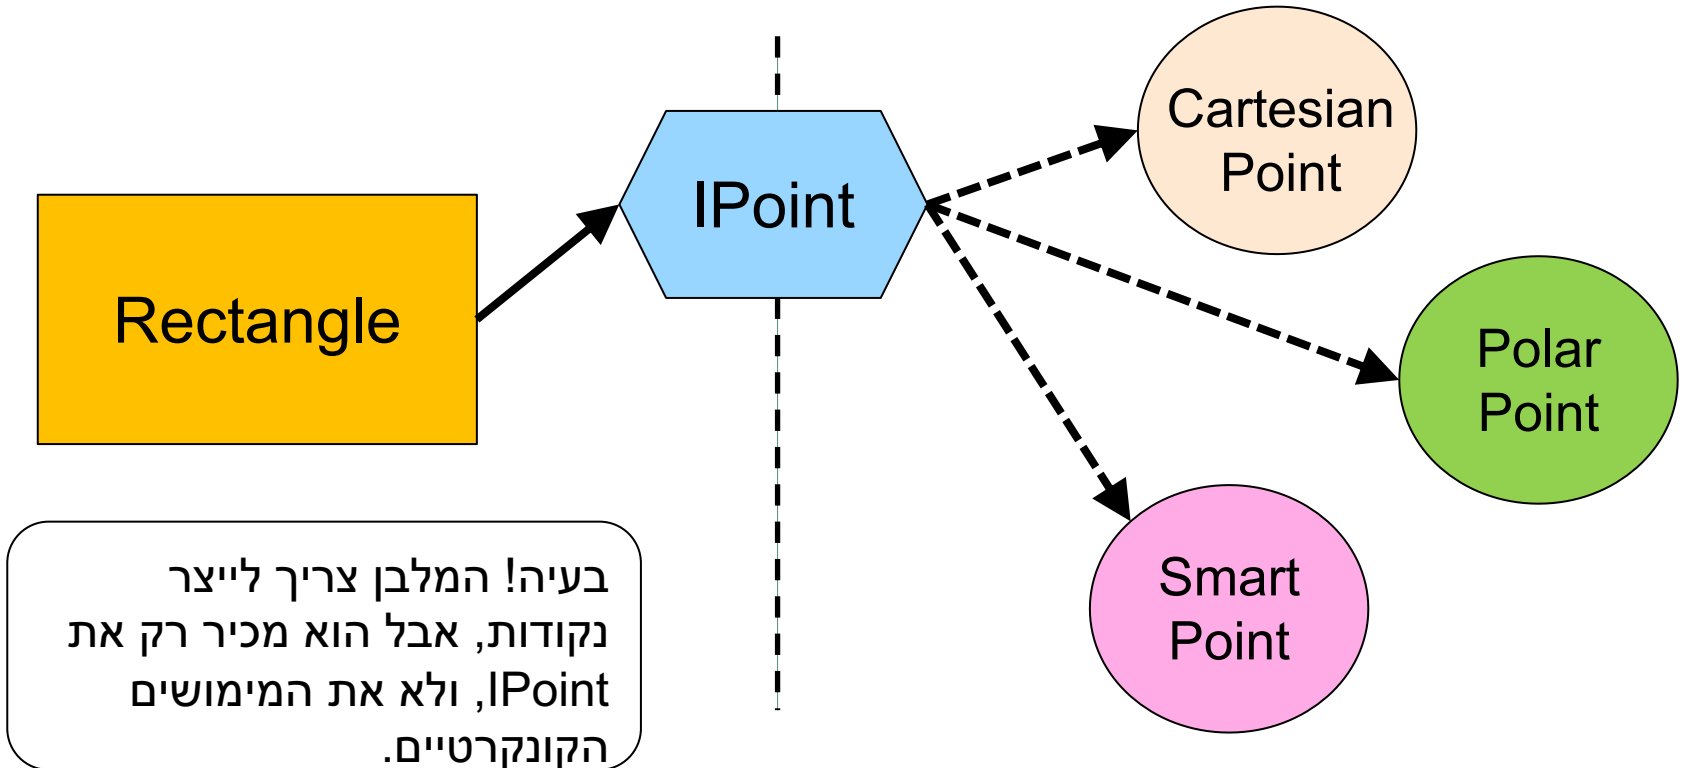 Cartesian
Point
IPoint
Rectangle
Polar
Point
Smart
Point
בעיה! המלבן צריך לייצר
נקודות, אבל הוא מכיר רק את
IPoint, ולא את המימושים
הקונקרטיים.